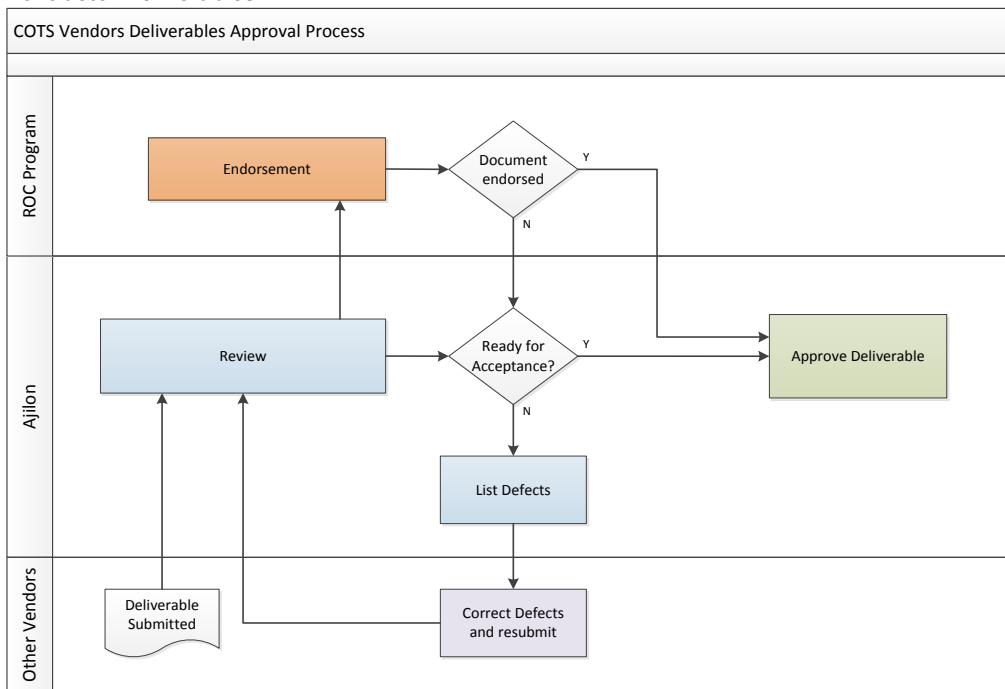 COTS Vendors Deliverables Approval Process
ROC Program
Endorsement
Document
endorsed
Y
N
Ajilon
Review
Ready for
Acceptance?
Y
N
Approve Deliverable
List Defects
Other Vendors
Deliverable
Submitted
Correct Defects
and resubmit